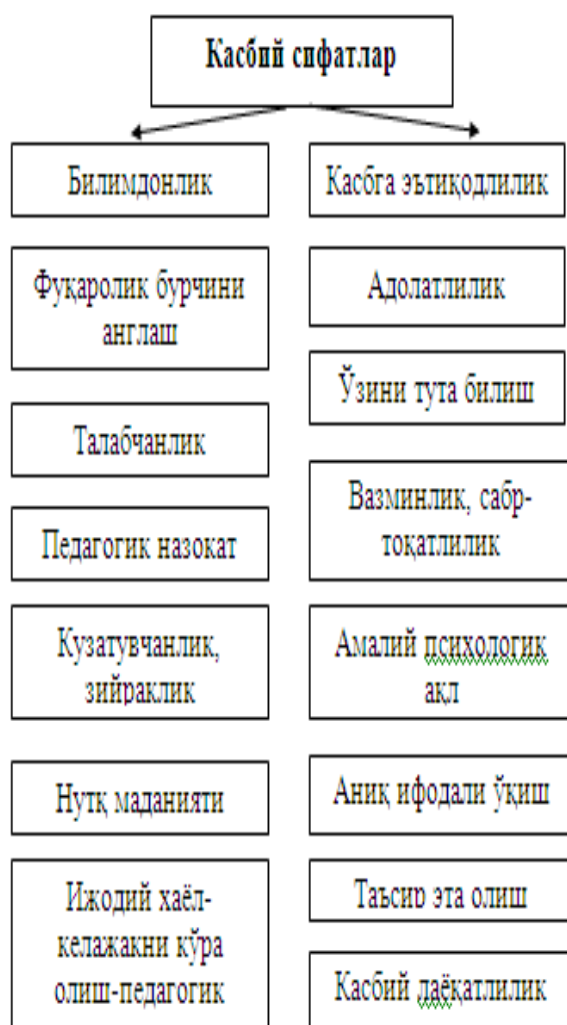 Касбий сифатлар
Билимдонлик
Фуқаролик бурчини
англаш
Талабчанлик
Педагогик назокат
Кузатувчанлик,
зийраклик
Нутқ маданияти
Ижодий хаёл-
келажакни кўра
олиш-педагогик
Касбга эътиқодлилик
Адолатлилик
Ўзини тута билиш
Вазминлик, сабр-
тоқатлилик
Амалий психологик
ақл
Аниқ ифодали ўқиш
Таъсир эта олиш
Касбий лаёқатлилик